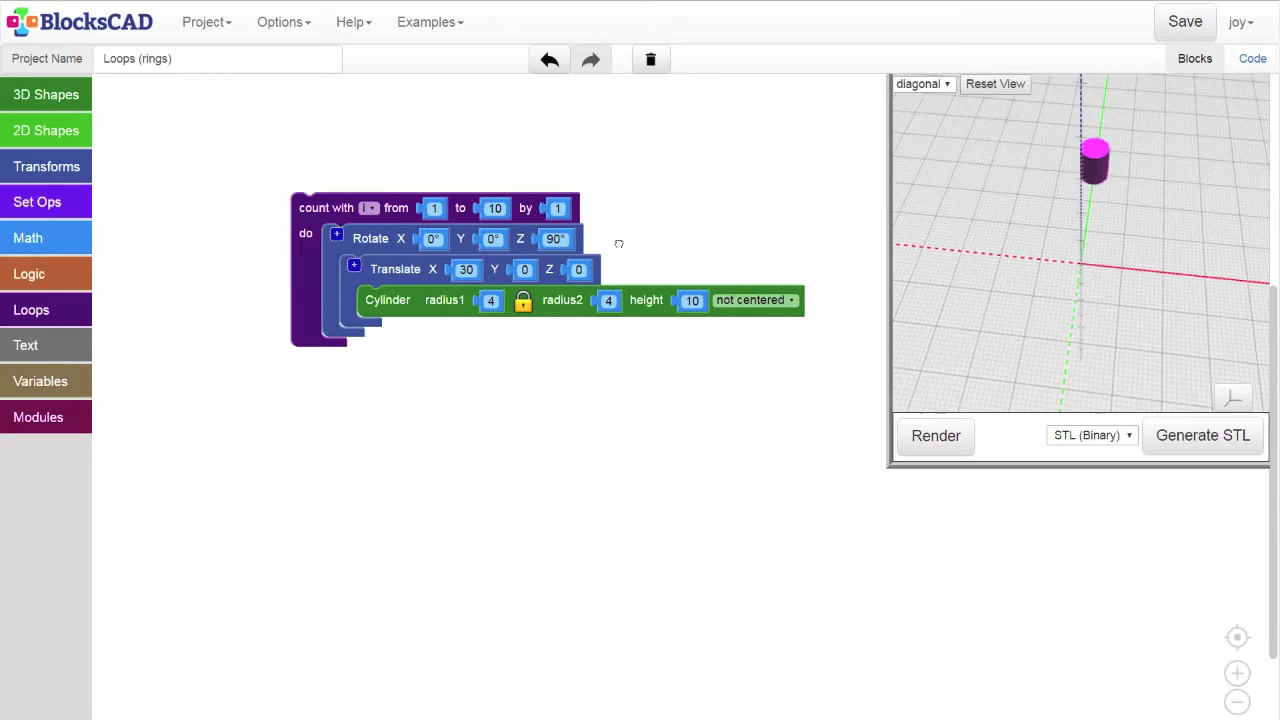 BlocksCAD Project Options Help Examples Save joy
Project Name Loops (rings) Blocks Code
3D Shapes
2D Shapes
Transforms
Set Ops
Math
Logic
Loops
Text
Variables
Modules
count with i from 1 to 10 by 1
do + Rotate X 0° Y 0° Z 90°
+ Translate X 30 Y 0 Z 0
Cylinder radius1 4 radius2 4 height 10 not centered
diagonal Reset View
Render STL (Binary) Generate STL